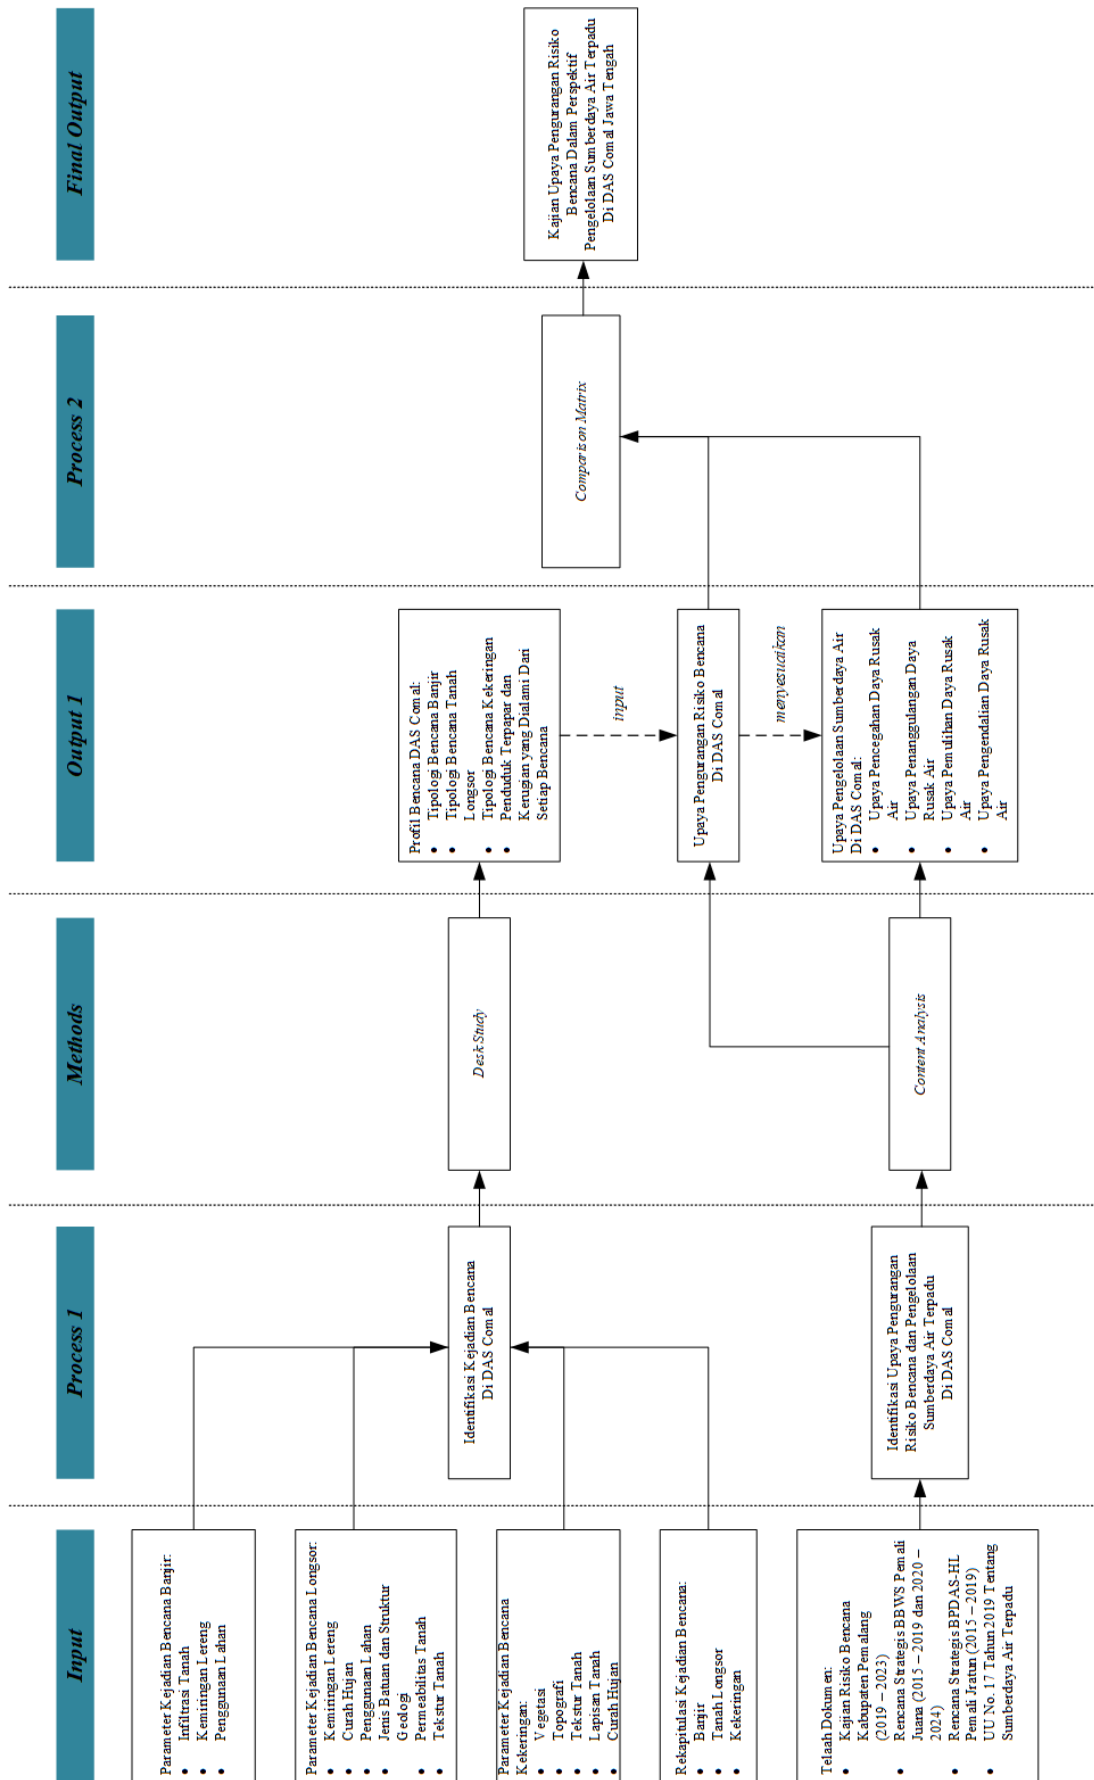 Input
Process 1
Methods
Output 1
Process 2
Final Output
Parameter Kejadian Bencana Banjir:
• Infiltrasi Tanah
• Kemiringan Lereng
• Penggunaan Lahan
Parameter Kejadian Bencana Longsor:
• Kemiringan Lereng
• Curah Hujan
• Penggunaan Lahan
• Jenis Batuan dan Struktur
Geologi
• Permeabilitas Tanah
• Tekstur Tanah
Parameter Kejadian Bencana
Kekeringan:
• Vegetasi
• Topografi
• Tekstur Tanah
• Lapisan Tanah
• Curah Hujan
Rekapitulasi Kejadian Bencana:
• Banjir
• Tanah Longsor
• Kekeringan
Telaah Dokumen:
• Kajian Risiko Bencana
Kabupaten Pemalang
(2019 – 2023)
• Rencana Strategis BBWS Pemali
Juana (2015 – 2019 dan 2020 –
2024)
• Rencana Strategis BPDAS-HL
Pemali Jratun (2015 – 2019)
• UU No. 17 Tahun 2019 Tentang
Sumberdaya Air Terpadu
Identifikasi Kejadian Bencana
Di DAS Comal
Identifikasi Upaya Pengurangan
Risiko Bencana dan Pengelolaan
Sumberdaya Air Terpadu
Di DAS Comal
Desk Study
Content Analysis
Profil Bencana DAS Comal:
• Tipologi Bencana Banjir
• Tipologi Bencana Tanah
Longsor
• Tipologi Bencana Kekeringan
• Penduduk Terpapar dan
Kerugian yang Dialami Dari
Setiap Bencana
input
Upaya Pengurangan Risiko Bencana
Di DAS Comal
menyesuaikan
Upaya Pengelolaan Sumberdaya Air
Di DAS Comal:
• Upaya Pencegahan Daya Rusak
Air
• Upaya Penanggulangan Daya
Rusak Air
• Upaya Pemulihan Daya Rusak
Air
• Upaya Pengendalian Daya Rusak
Air
Comparison Matrix
Kajian Upaya Pengurangan Risiko
Bencana Dalam Perspektif
Pengelolaan Sumberdaya Air Terpadu
Di DAS Comal Jawa Tengah